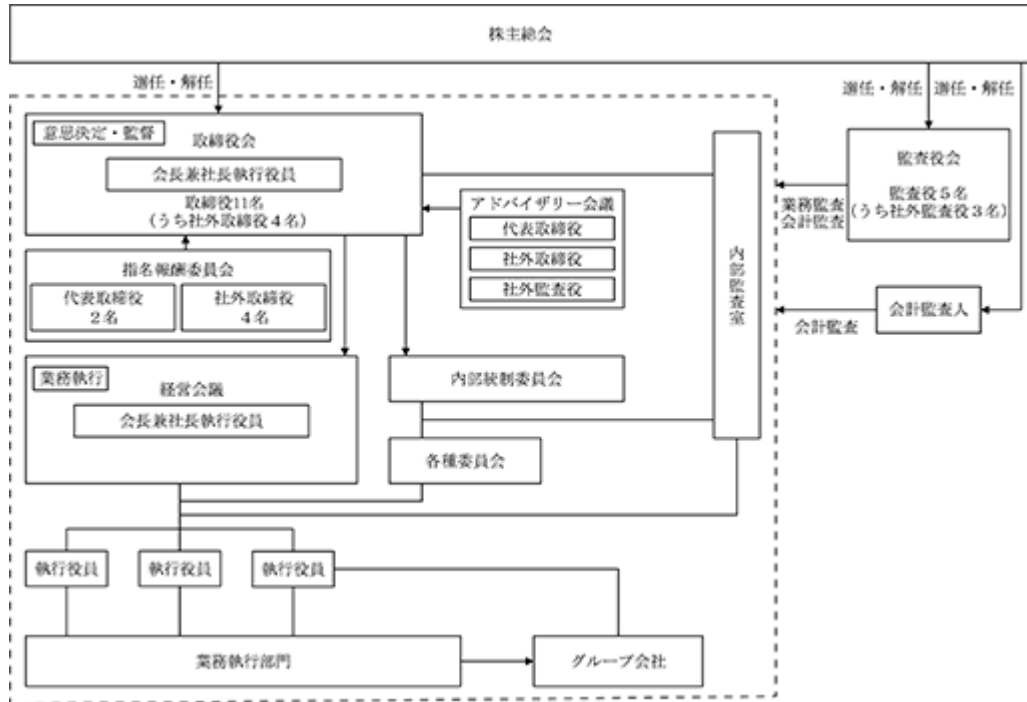 株主総会
選任・解任
選任・解任
選任・解任
意思決定・監督
取締役会
会長兼社長執行役員
取締役11名
(うち社外取締役4名)
監査役会
監査役5名
(うち社外監査役3名)
業務監査
会計監査
アドバイザリー会議
代表取締役
社外取締役
社外監査役
内部監査室
指名報酬委員会
代表取締役
2名
社外取締役
4名
会計監査人
会計監査
業務執行
経営会議
会長兼社長執行役員
内部統制委員会
各種委員会
執行役員
執行役員
執行役員
業務執行部門
グループ会社